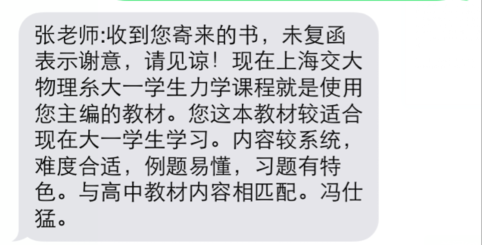 张老师:收到您寄来的书，未复函
表示谢意，请见谅！现在上海交大
物理糸大一学生力学课程就是使用
您主编的教材。您这本教材较适合
现在大一学生学习。内容较系统，
难度合适，例题易懂，习题有特
色。与高中教材内容相匹配。冯仕
猛。